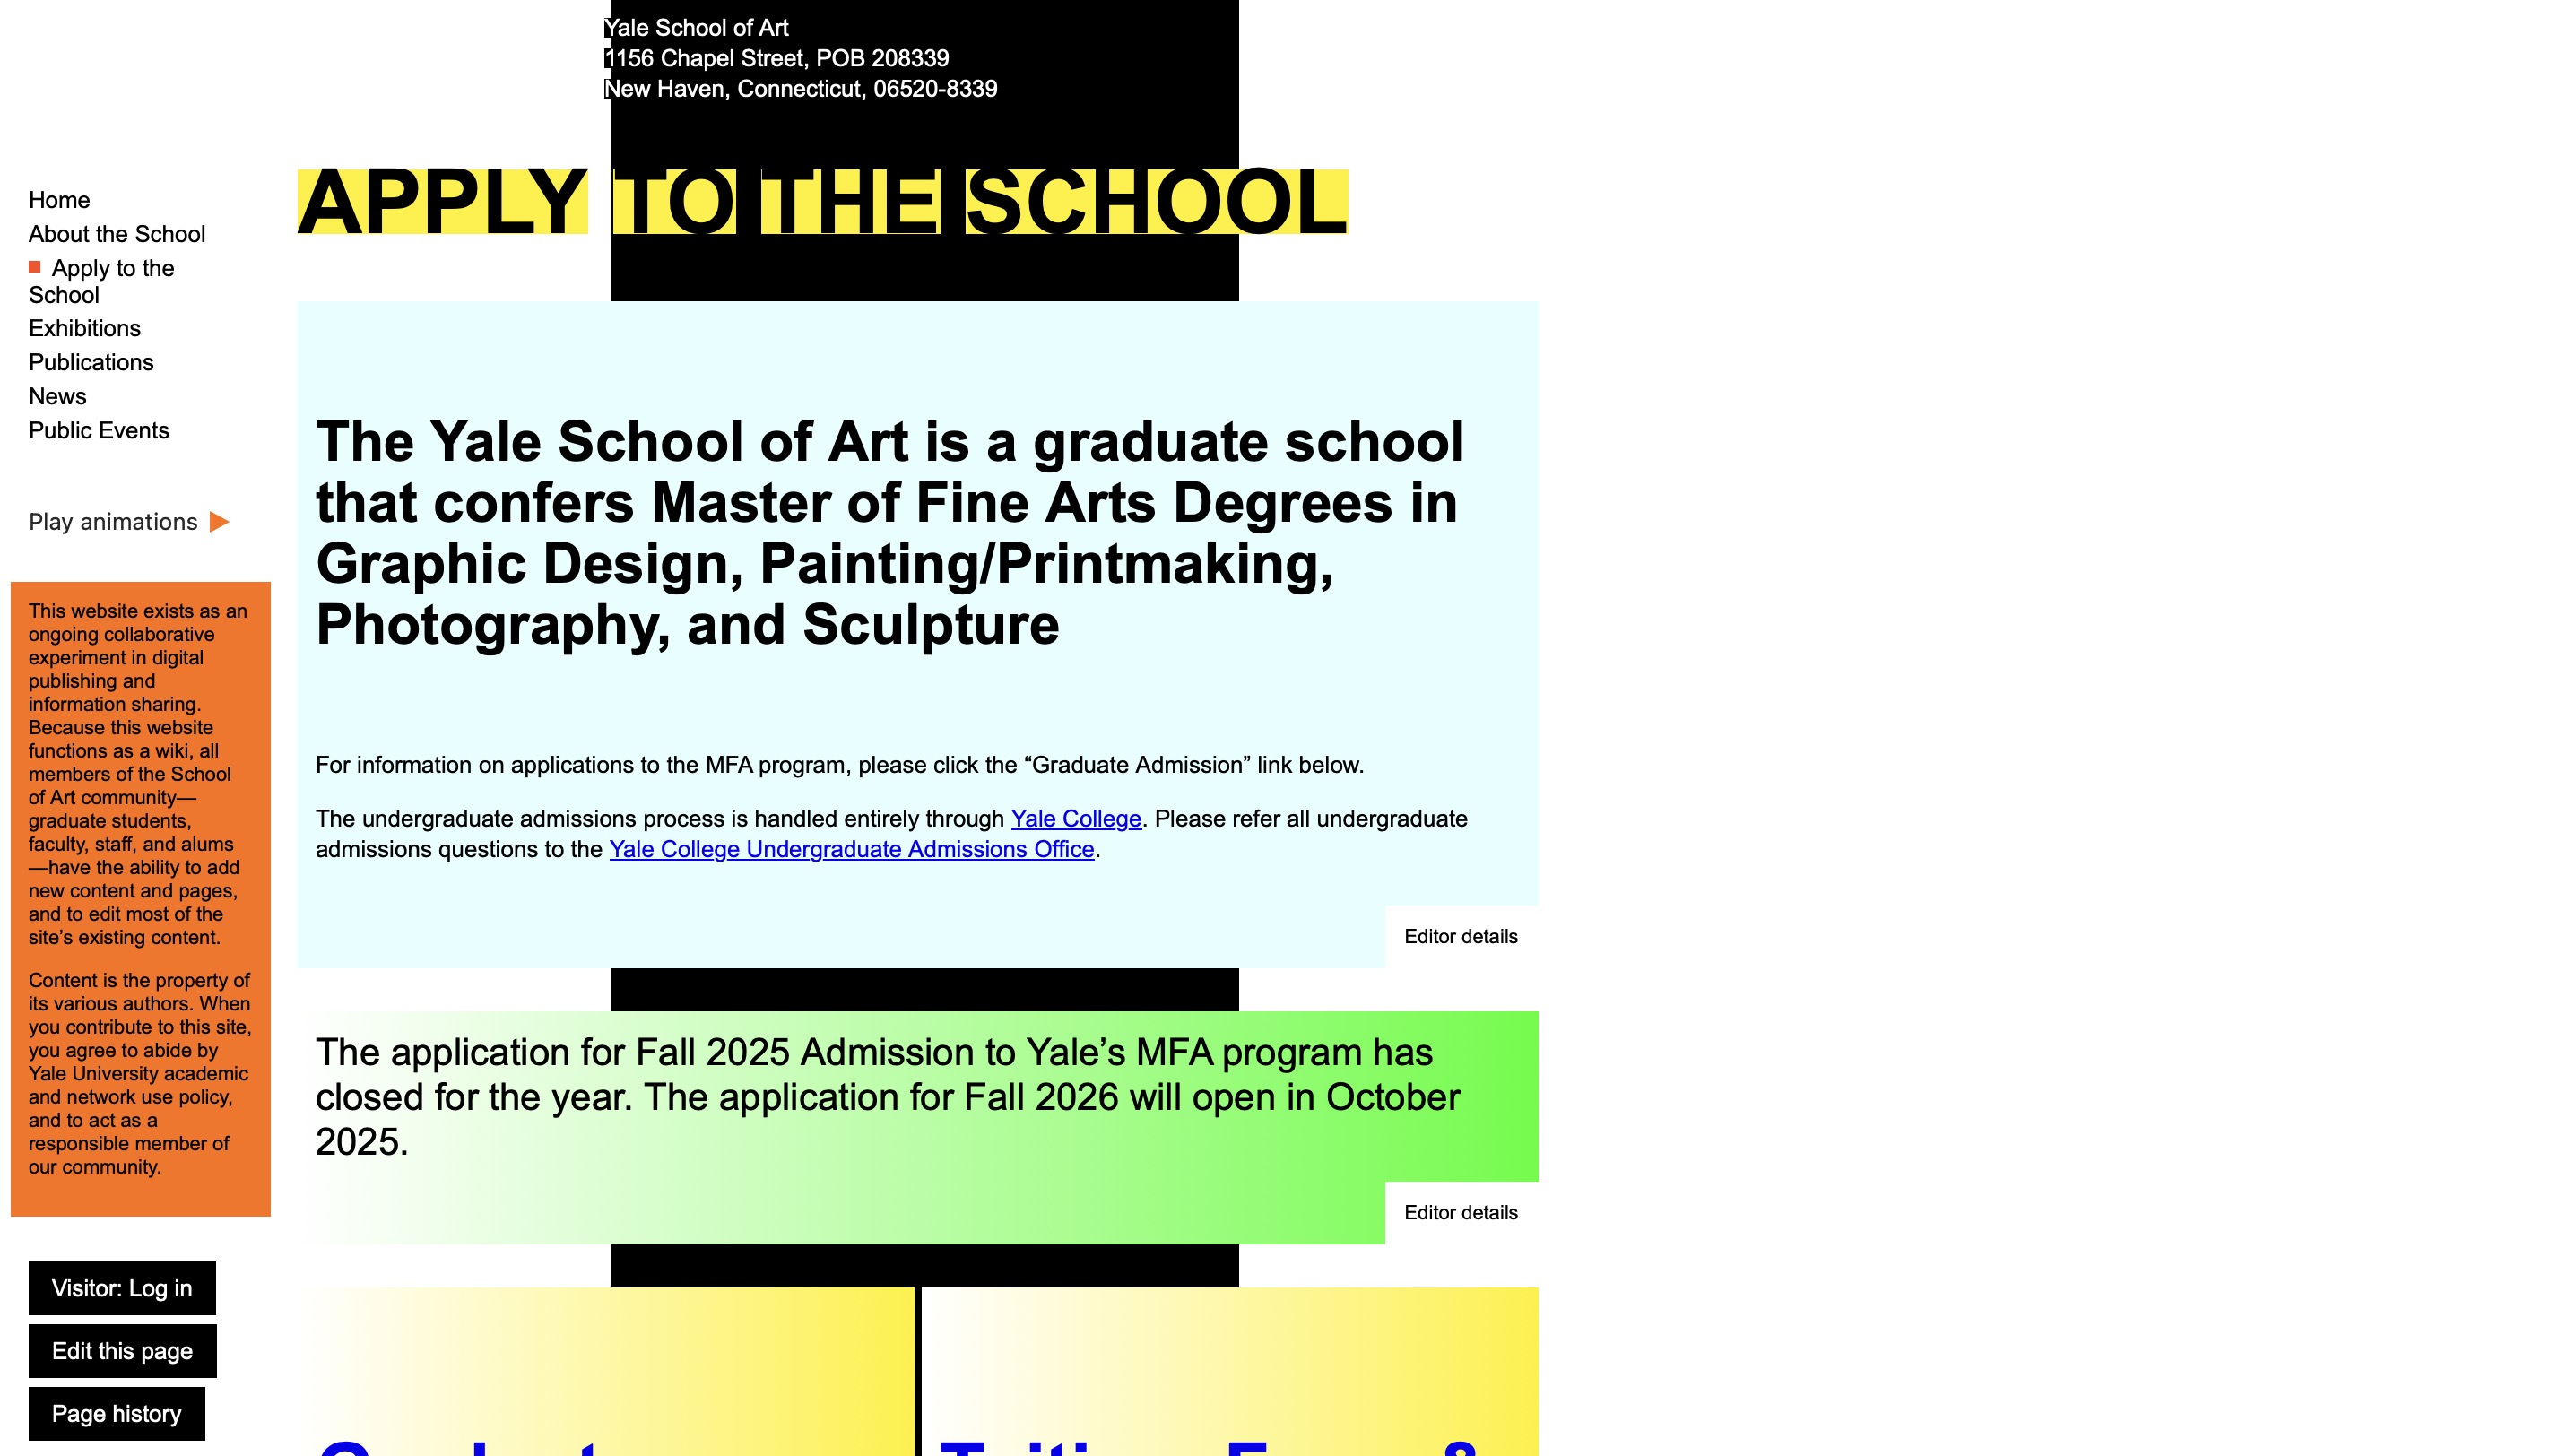 Yale School of Art
1156 Chapel Street, POB 208339
New Haven, Connecticut, 06520-8339
APPLY TO THE SCHOOL
Home
About the School
Apply to the
School
Exhibitions
Publications
News
Public Events
Play animations
This website exists as an
ongoing collaborative
experiment in digital
publishing and
information sharing.
Because this website
functions as a wiki, all
members of the School
of Art community—
graduate students,
faculty, staff, and alums
—have the ability to add
new content and pages,
and to edit most of the
site’s existing content.
Content is the property of
its various authors. When
you contribute to this site,
you agree to abide by
Yale University academic
and network use policy,
and to act as a
responsible member of
our community.
Visitor: Log in
Edit this page
Page history
The Yale School of Art is a graduate school
that confers Master of Fine Arts Degrees in
Graphic Design, Painting/Printmaking,
Photography, and Sculpture
For information on applications to the MFA program, please click the “Graduate Admission” link below.
The undergraduate admissions process is handled entirely through Yale College. Please refer all undergraduate
admissions questions to the Yale College Undergraduate Admissions Office.
Editor details
The application for Fall 2025 Admission to Yale’s MFA program has
closed for the year. The application for Fall 2026 will open in October
2025.
Editor details